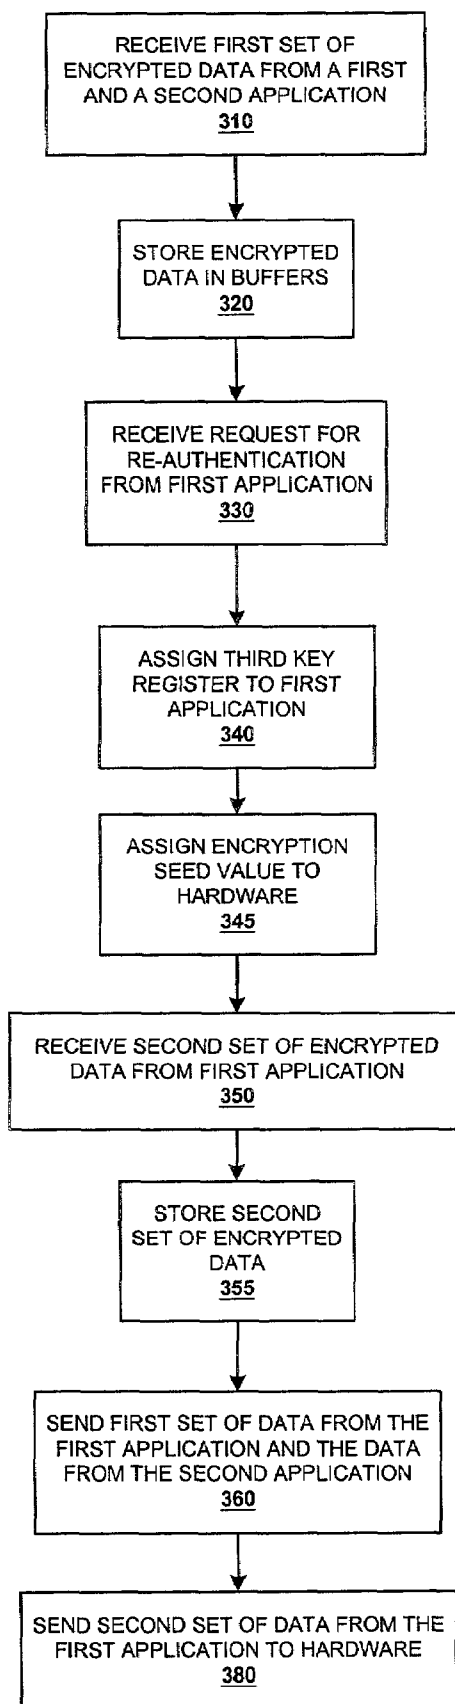 RECEIVE FIRST SET OF
ENCRYPTED DATA FROM A FIRST
AND A SECOND APPLICATION
310
STORE ENCRYPTED
DATA IN BUFFERS
320
RECEIVE REQUEST FOR
RE-AUTHENTICATION
FROM FIRST APPLICATION
330
ASSIGN THIRD KEY
REGISTER TO FIRST
APPLICATION
340
ASSIGN ENCRYPTION
SEED VALUE TO
HARDWARE
345
RECEIVE SECOND SET OF ENCRYPTED
DATA FROM FIRST APPLICATION
350
STORE SECOND
SET OF ENCRYPTED
DATA
355
SEND FIRST SET OF DATA FROM THE
FIRST APPLICATION AND THE DATA
FROM THE SECOND APPLICATION
360
SEND SECOND SET OF DATA FROM THE
FIRST APPLICATION TO HARDWARE
380